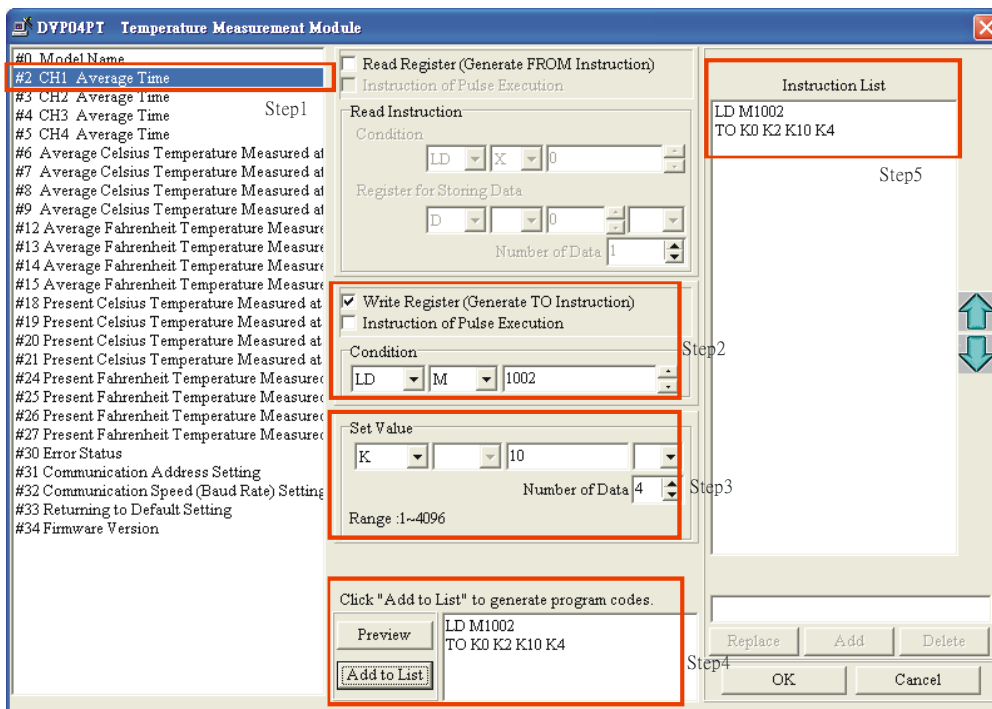 DVP04PT Temperature Measurement Module
#0 Model Name
#2 CH1 Average Time
#3 CH2 Average Time
#4 CH3 Average Time
#5 CH4 Average Time
#6 Average Celsius Temperature Measured at
#7 Average Celsius Temperature Measured at
#8 Average Celsius Temperature Measured at
#9 Average Celsius Temperature Measured at
#12 Average Fahrenheit Temperature Measure
#13 Average Fahrenheit Temperature Measure
#14 Average Fahrenheit Temperature Measure
#15 Average Fahrenheit Temperature Measure
#18 Present Celsius Temperature Measured at
#19 Present Celsius Temperature Measured at
#20 Present Celsius Temperature Measured at
#21 Present Celsius Temperature Measured at
#24 Present Fahrenheit Temperature Measured
#25 Present Fahrenheit Temperature Measured
#26 Present Fahrenheit Temperature Measured
#27 Present Fahrenheit Temperature Measured
#30 Error Status
#31 Communication Address Setting
#32 Communication Speed (Baud Rate) Setting
#33 Returning to Default Setting
#34 Firmware Version
Step1
Read Register (Generate FROM Instruction)
Instruction of Pulse Execution
Read Instruction
Condition
LD X 0
Register for Storing Data
D 0
Number of Data 1
Write Register (Generate TO Instruction)
Instruction of Pulse Execution
Condition
LD M 1002
Step2
Set Value
K 10
Number of Data 4
Range :1~4096
Step3
Click "Add to List" to generate program codes.
Preview
Add to List
LD M1002
TO K0 K2 K10 K4
Step4
Instruction List
LD M1002
TO K0 K2 K10 K4
Step5
Replace Add Delete
OK Cancel